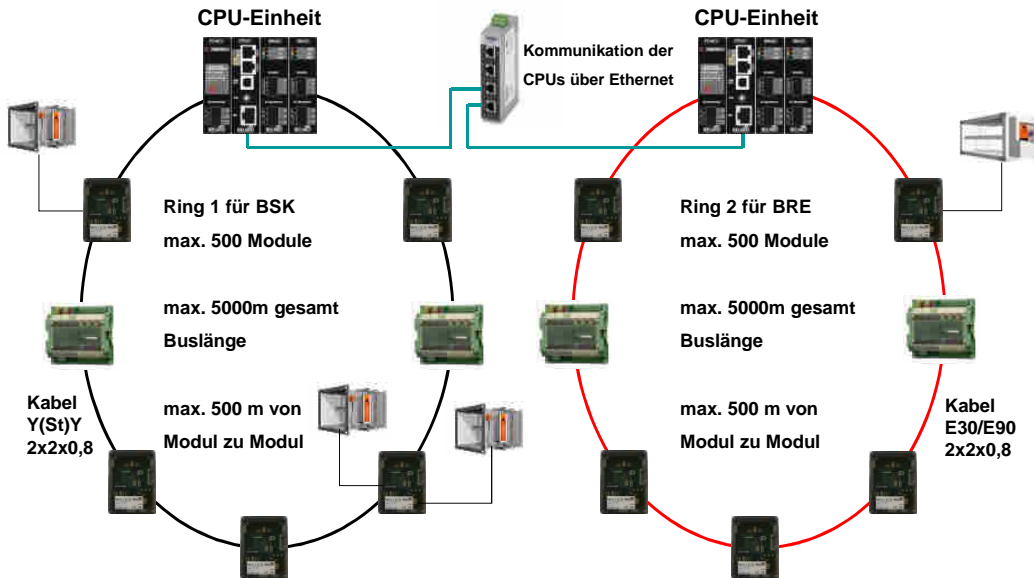 CPU-Einheit
CPU-Einheit
Kommunikation der
CPUs über Ethernet
Ring 1 für BSK
max. 500 Module
max. 5000m gesamt
Buslänge
max. 500 m von
Modul zu Modul
Kabel
Y(St)Y
2x2x0,8
Ring 2 für BRE
max. 500 Module
max. 5000m gesamt
Buslänge
max. 500 m von
Modul zu Modul
Kabel
E30/E90
2x2x0,8